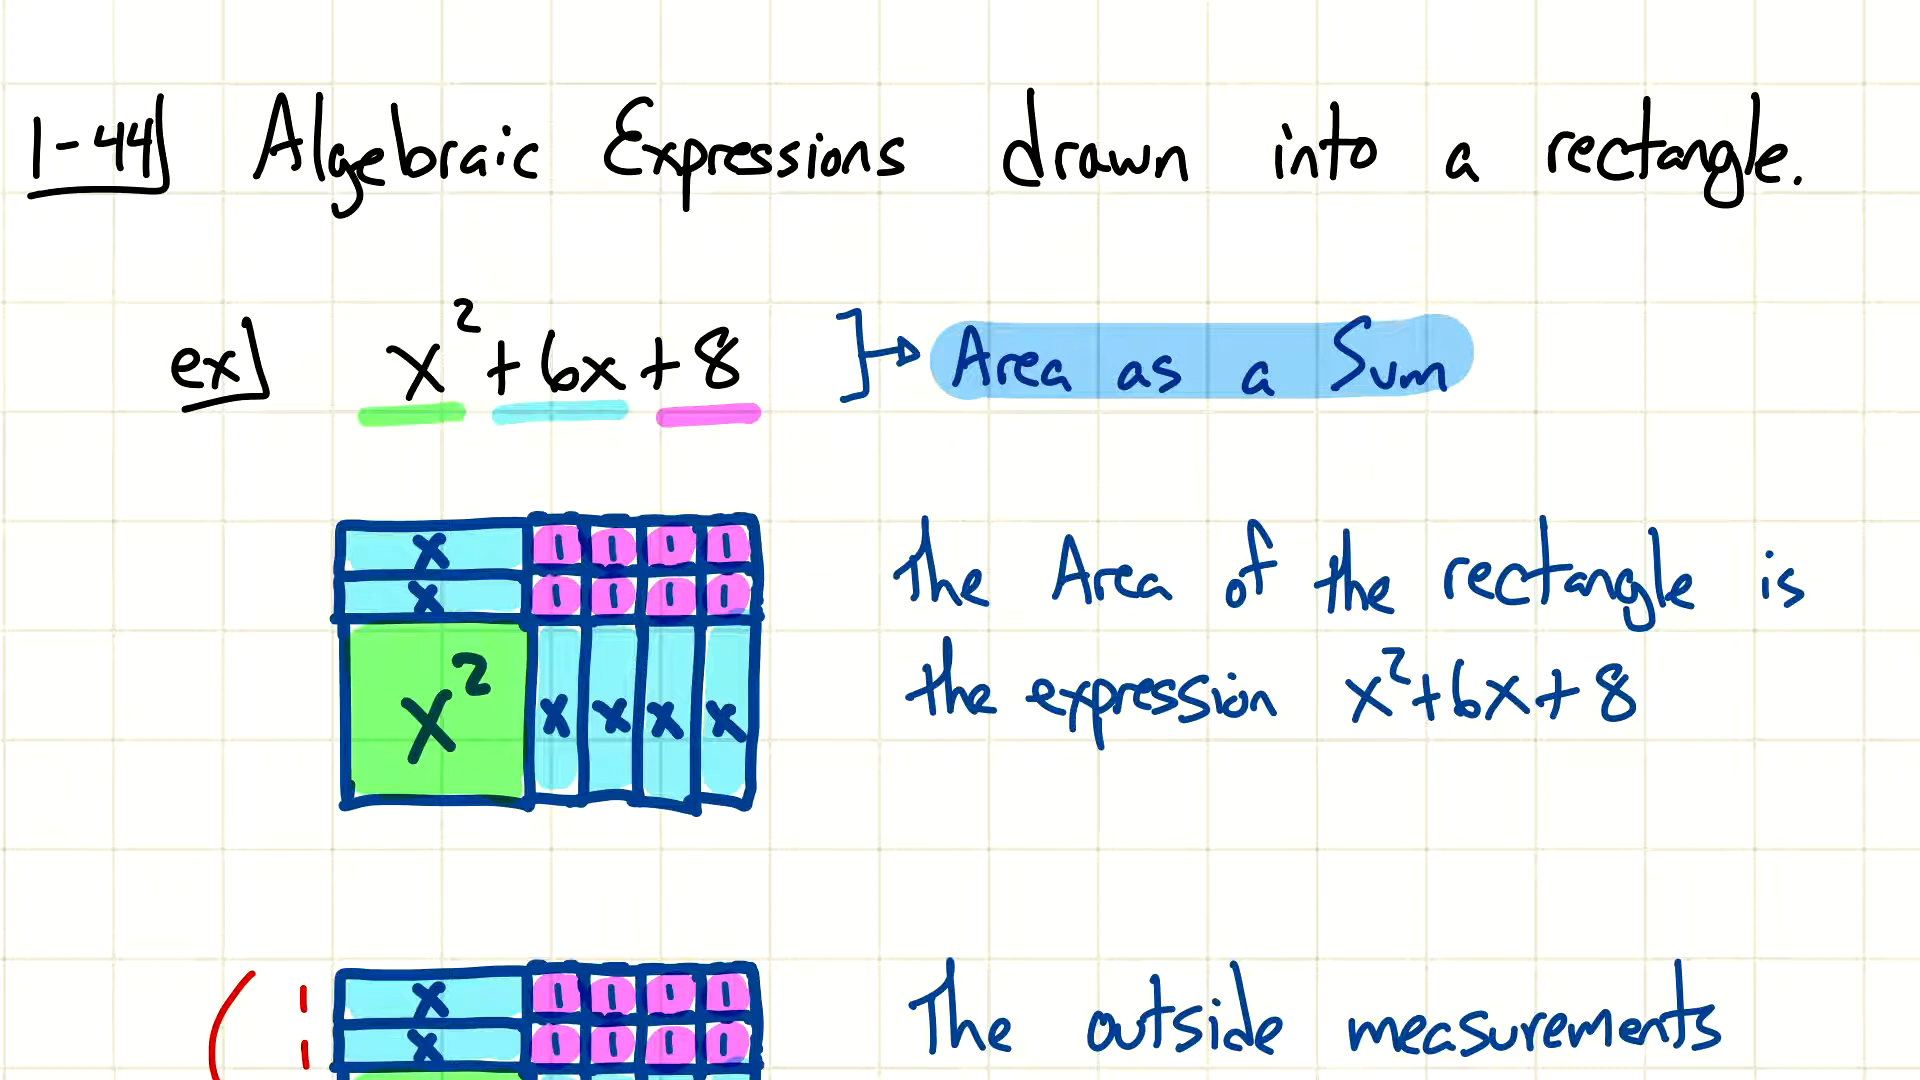 1-44 Algebraic Expressions drawn into a rectangle.
ex] x²+6x+8 Area as a Sum
x 1 1 1 1
x 1 1 1 1
x² x x x x
The Area of the rectangle is
the expression x²+6x+8
( 1 x 1 1 1 1
1 x 1 1 1 1
The outside measurements